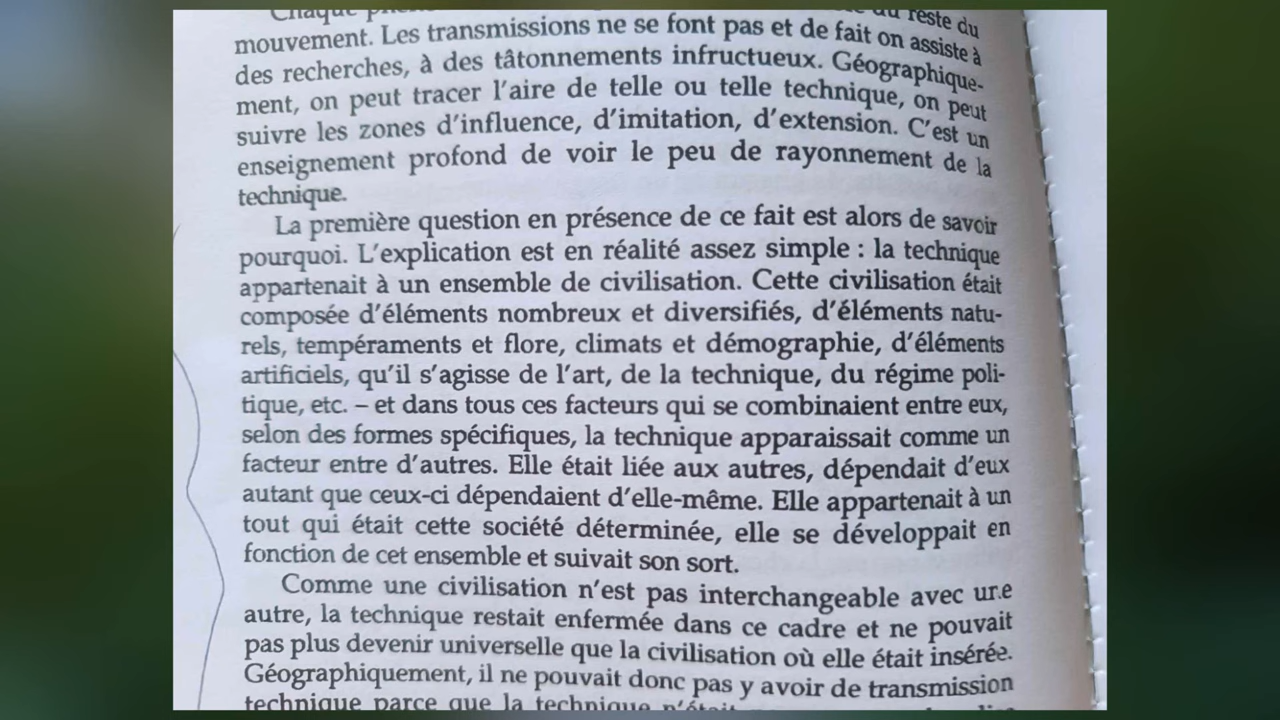 Chaque
du reste du
mouvement. Les transmissions ne se font pas et de fait on assiste à
des recherches, à des tâtonnements infructueux. Géographique-
ment, on peut tracer l'aire de telle ou telle technique, on peut
suivre les zones d'influence, d'imitation, d'extension. C'est un
enseignement profond de voir le peu de rayonnement de la
technique.
La première question en présence de ce fait est alors de savoir
pourquoi. L'explication est en réalité assez simple : la technique
appartenait à un ensemble de civilisation. Cette civilisation était
composée d'éléments nombreux et diversifiés, d'éléments natu-
rels, tempéraments et flore, climats et démographie, d'éléments
artificiels, qu'il s'agisse de l'art, de la technique, du régime poli-
tique, etc. – et dans tous ces facteurs qui se combinaient entre eux,
selon des formes spécifiques, la technique apparaissait comme un
facteur entre d'autres. Elle était liée aux autres, dépendait d'eux
autant que ceux-ci dépendaient d'elle-même. Elle appartenait à un
tout qui était cette société déterminée, elle se développait en
fonction de cet ensemble et suivait son sort.
Comme une civilisation n'est pas interchangeable avec une
autre, la technique restait enfermée dans ce cadre et ne pouvait
pas plus devenir universelle que la civilisation où elle était insérée.
Géographiquement, il ne pouvait donc pas y avoir de transmission
technique parce que la technique n'était